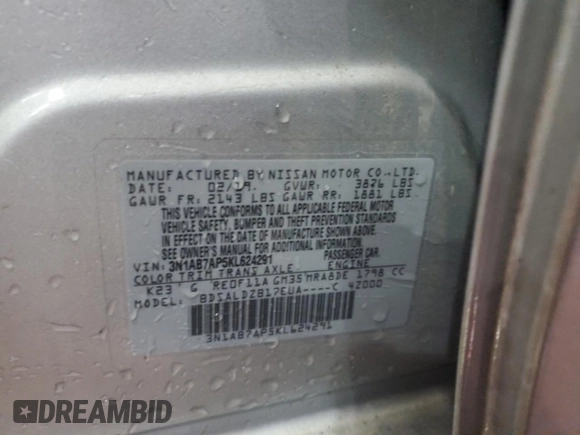 MANUFACTURED BY NISSAN MOTOR CO.,LTD.
DATE: 02/19. GVWR: 3826 LBS
GAWR FR: 2143 LBS GAWR RR: 1881 LBS
THIS VEHICLE CONFORMS TO ALL APPLICABLE FEDERAL MOTOR
VEHICLE SAFETY, BUMPER AND THEFT PREVENTION STANDARDS
IN EFFECT ON THE DATE OF MANUFACTURE SHOWN ABOVE.
SEE OWNER'S MANUAL FOR ADDITIONAL INFORMATION.
VIN: 3N1AB7AP5KL624291 PASSENGER CAR
COLOR TRIM TRANS AXLE ENGINE
K23 G RE0F11A GM35 MRA8DE 1798 CC
BDSALDZB17EUA----C 42000
3N1AB7AP5KL624291
DREAMBID